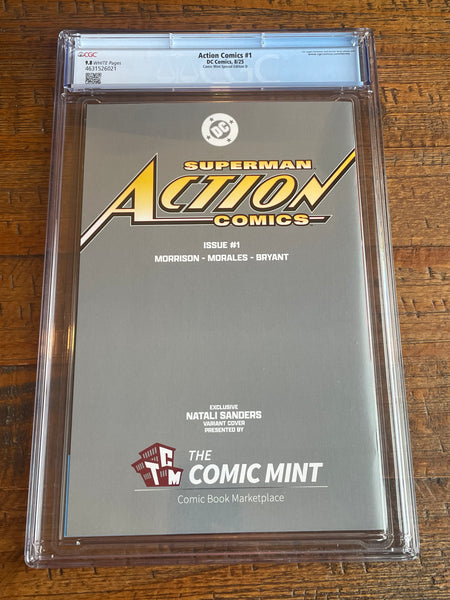 CGC
9.8 WHITE Pages
4631526021
Action Comics #1
DC Comics, 8/25
Comic Mint Special Edition D
DC
SUPERMAN
ACTION
COMICS
ISSUE #1
MORRISON - MORALES - BRYANT
EXCLUSIVE
NATALI SANDERS
VARIANT COVER
PRESENTED BY
TCM
THE
COMIC MINT
Comic Book Marketplace